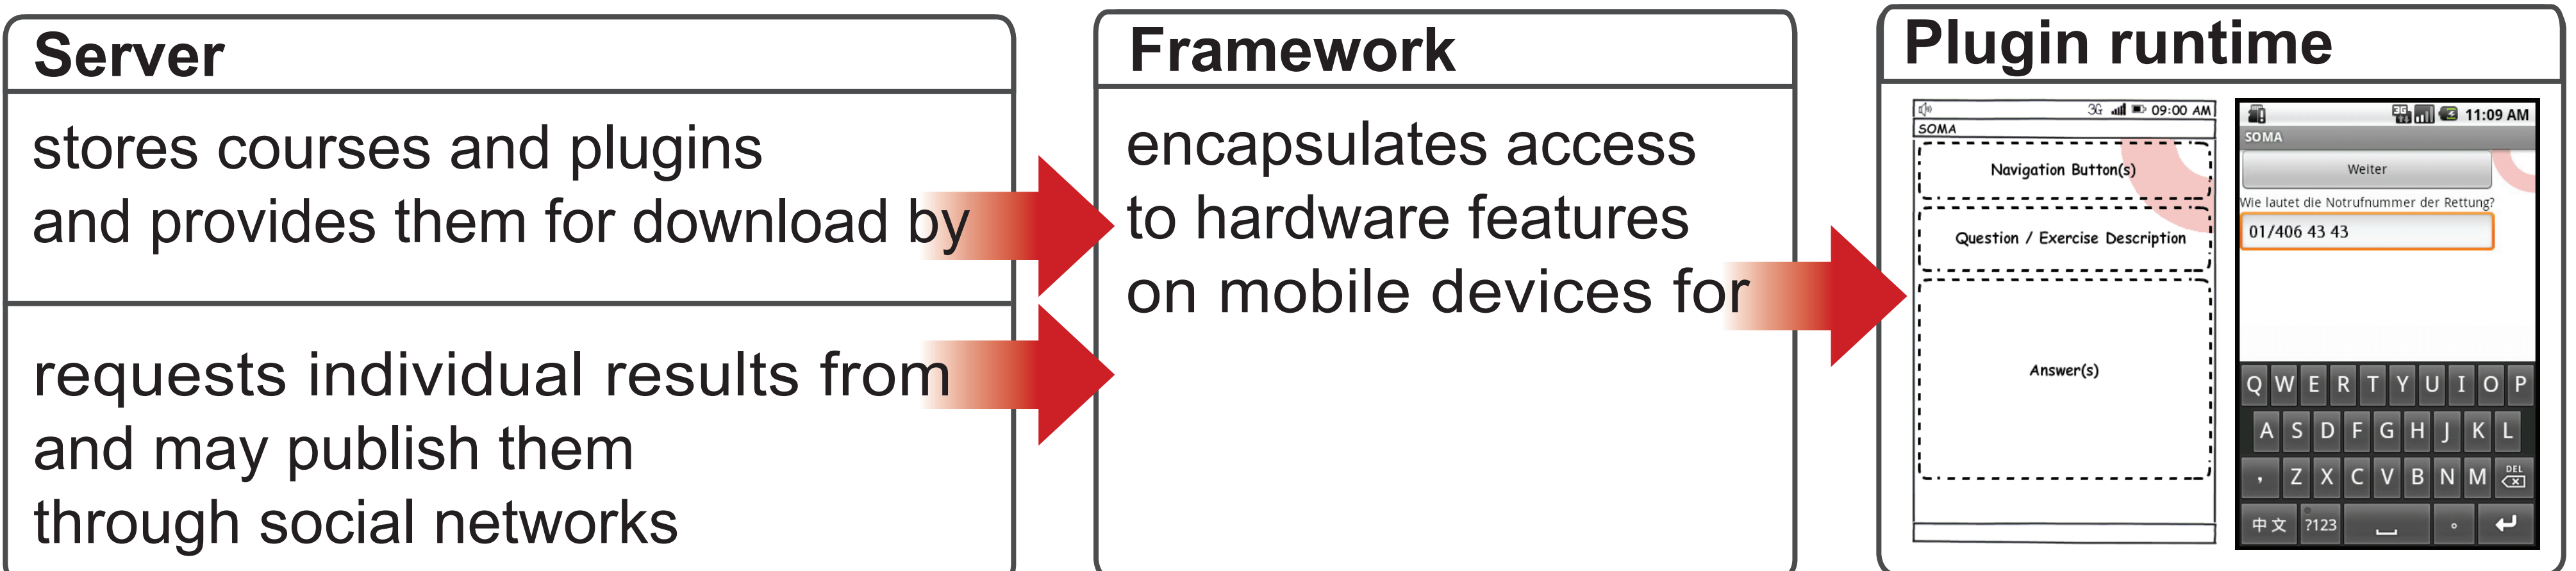 Server
stores courses and plugins
and provides them for download by
requests individual results from
and may publish them
through social networks
Framework
encapsulates access
to hardware features
on mobile devices for
Plugin runtime
3G 09:00 AM
SOMA
Navigation Button(s)
Question / Exercise Description
Answer(s)
3G 11:09 AM
SOMA
Weiter
Wie lautet die Notrufnummer der Rettung?
01/406 43 43
Q W E R T Y U I O P
A S D F G H J K L
, Z X C V B N M DEL
中文 ?123 。